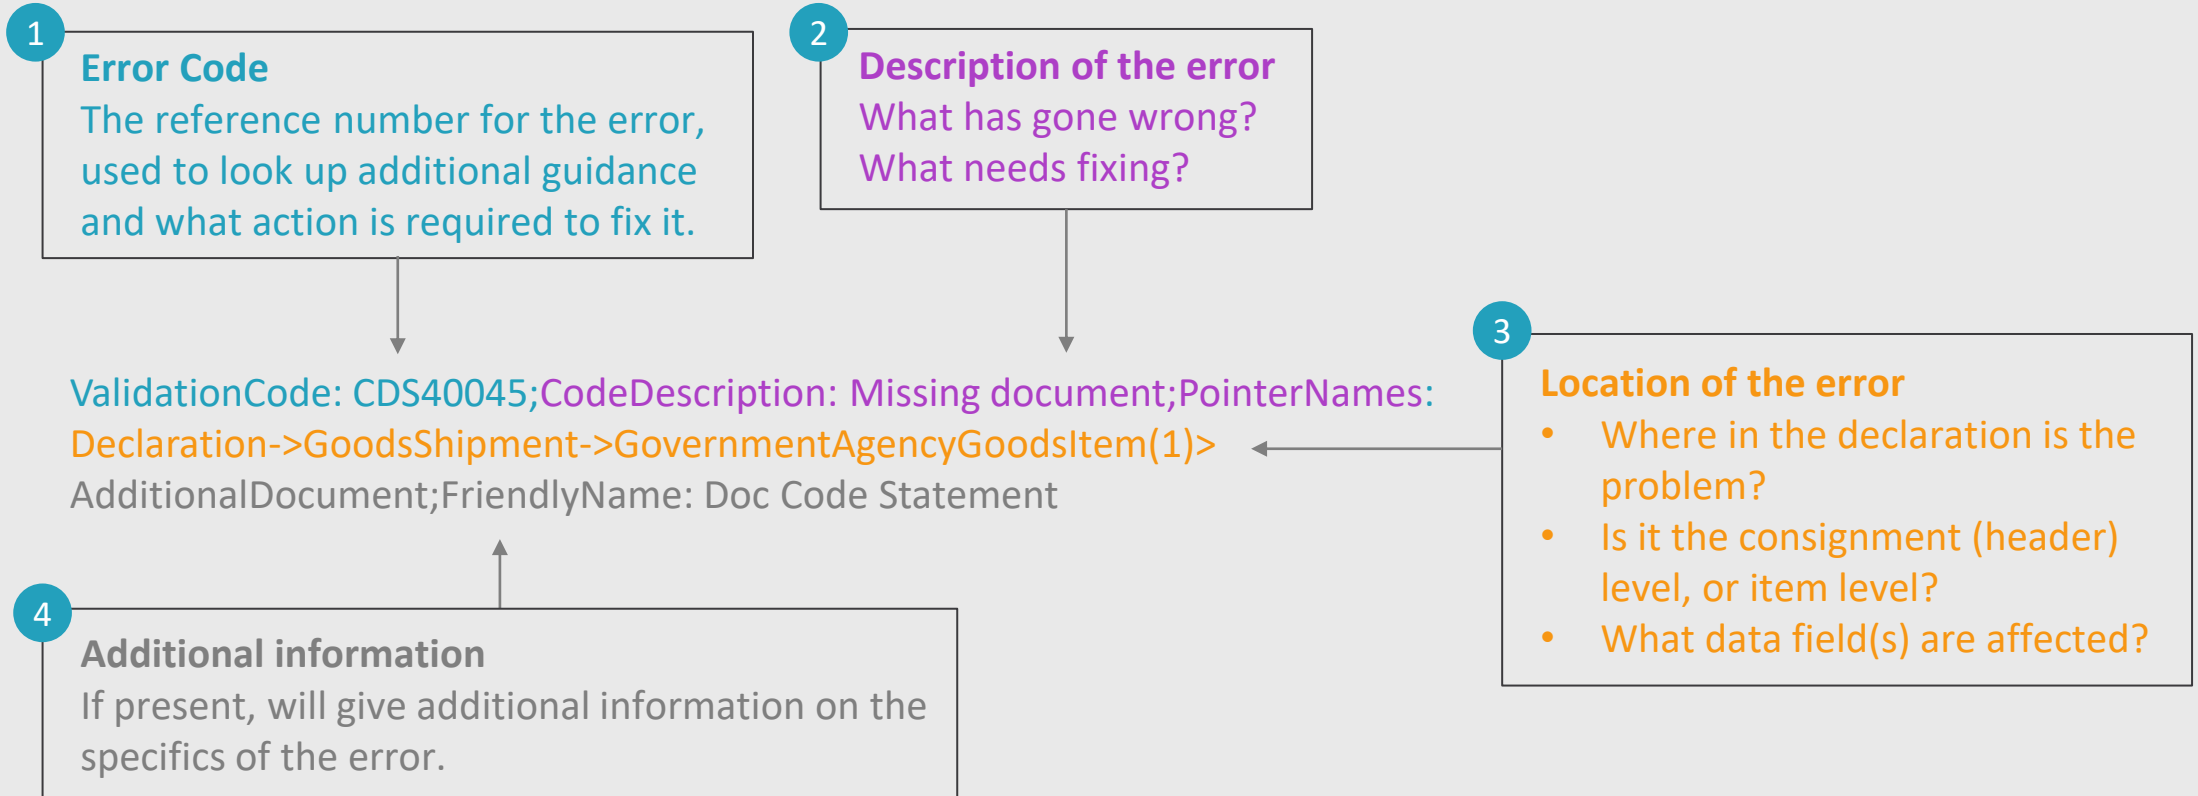 1
Error Code
The reference number for the error,
used to look up additional guidance
and what action is required to fix it.
2
Description of the error
What has gone wrong?
What needs fixing?
ValidationCode: CDS40045;CodeDescription: Missing document;PointerNames:
Declaration->GoodsShipment->GovernmentAgencyGoodsItem(1)>
AdditionalDocument;FriendlyName: Doc Code Statement
3
Location of the error
• Where in the declaration is the
problem?
• Is it the consignment (header)
level, or item level?
• What data field(s) are affected?
4
Additional information
If present, will give additional information on the
specifics of the error.